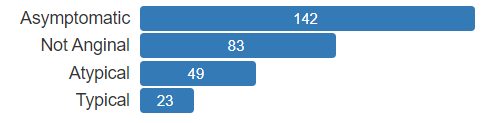 Asymptomatic 142
Not Anginal 83
Atypical 49
Typical 23